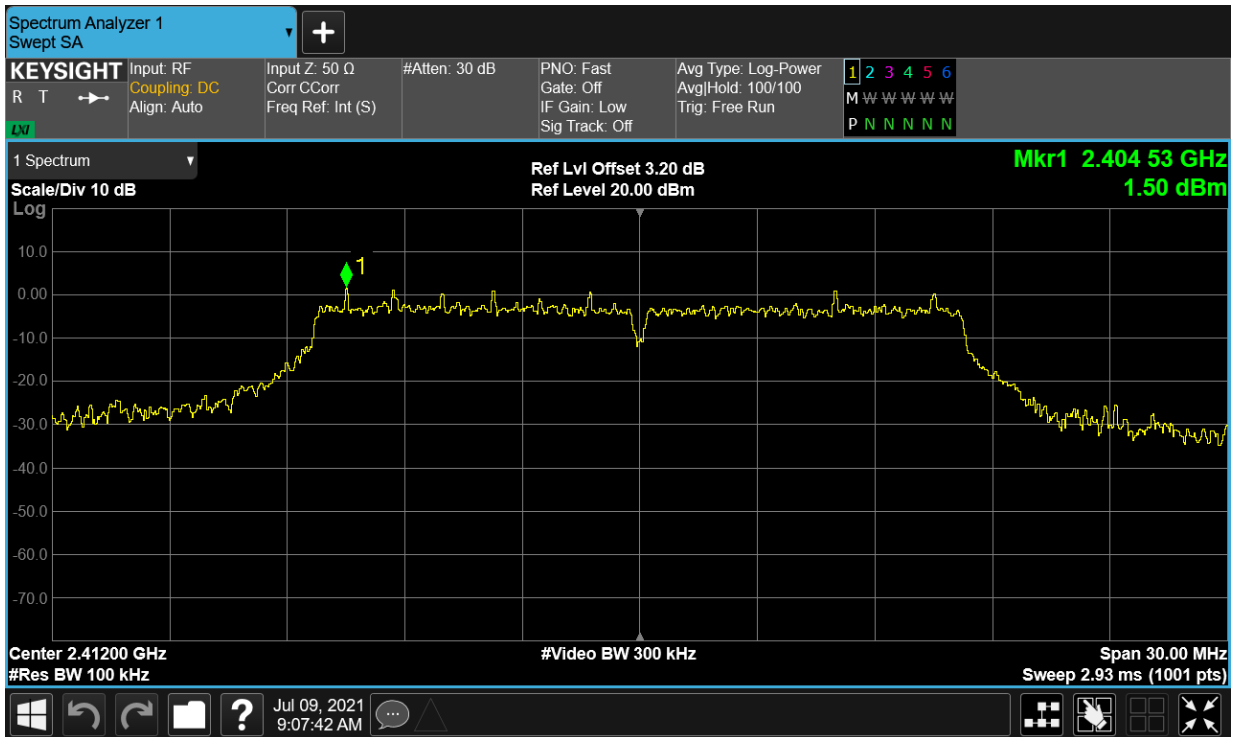 Spectrum Analyzer 1
Swept SA
KEYSIGHT
R T
LXI
Input: RF
Coupling: DC
Align: Auto
Input Z: 50 Ω
Corr CCorr
Freq Ref: Int (S)
#Atten: 30 dB
PNO: Fast
Gate: Off
IF Gain: Low
Sig Track: Off
Avg Type: Log-Power
Avg|Hold: 100/100
Trig: Free Run
1 2 3 4 5 6
M W W W W W
P N N N N N
1 Spectrum
Scale/Div 10 dB
Log
Ref Lvl Offset 3.20 dB
Ref Level 20.00 dBm
Mkr1 2.404 53 GHz
1.50 dBm
10.0
1
0.00
-10.0
-20.0
-30.0
-40.0
-50.0
-60.0
-70.0
Center 2.41200 GHz
#Res BW 100 kHz
#Video BW 300 kHz
Span 30.00 MHz
Sweep 2.93 ms (1001 pts)
?
Jul 09, 2021
9:07:42 AM